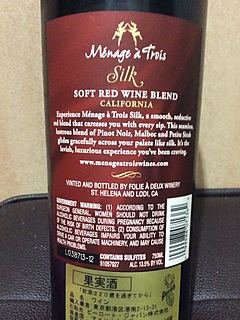 Ménage à Trois
Silk
SOFT RED WINE BLEND
CALIFORNIA
Experience Ménage à Trois Silk, a smooth, seductive
red blend that caresses you with every sip. This seamless,
lustrous blend of Pinot Noir, Malbec and Petite Sirah
glides gracefully across your palate like silk. It's the
lavish, luxurious experience you've been craving.
www.menageatroiswines.com
VINTED AND BOTTLED BY FOLIE À DEUX WINERY
ST. HELENA AND LODI, CA
GOVERNMENT WARNING: (1) ACCORDING TO THE
SURGEON GENERAL, WOMEN SHOULD NOT DRINK
ALCOHOLIC BEVERAGES DURING PREGNANCY BECAUSE
OF THE RISK OF BIRTH DEFECTS. (2) CONSUMPTION OF
ALCOHOLIC BEVERAGES IMPAIRS YOUR ABILITY TO
DRIVE A CAR OR OPERATE MACHINERY, AND MAY CAUSE
HEALTH PROBLEMS.
CONTAINS SULFITES 750ML
ALC. 13.5% BY VOL.
果実酒
ワイン